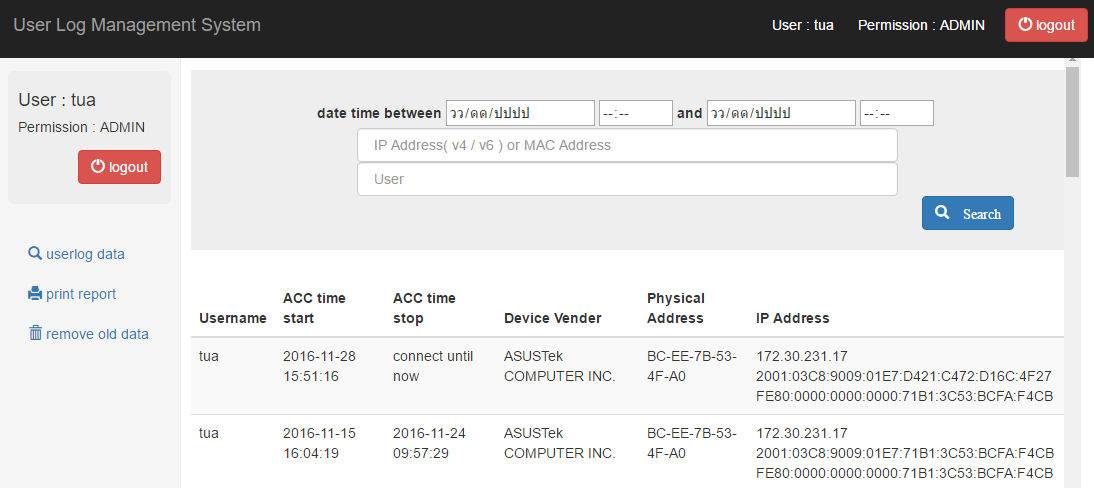 User Log Management System
User : tua
Permission : ADMIN
logout
User : tua
Permission : ADMIN
logout
userlog data
print report
remove old data
date time between วว/ดด/ปปปป --:-- and วว/ดด/ปปปป --:--
IP Address( v4 / v6 ) or MAC Address
User
Search
Username
ACC time
start
ACC time
stop
Device Vender
Physical
Address
IP Address
tua
2016-11-28
15:51:16
connect until
now
ASUSTek
COMPUTER INC.
BC-EE-7B-53-
4F-A0
172.30.231.17
2001:03C8:9009:01E7:D421:C472:D16C:4F27
FE80:0000:0000:0000:71B1:3C53:BCFA:F4CB
tua
2016-11-15
16:04:19
2016-11-24
09:57:29
ASUSTek
COMPUTER INC.
BC-EE-7B-53-
4F-A0
172.30.231.17
2001:03C8:9009:01E7:71B1:3C53:BCFA:F4CB
FE80:0000:0000:0000:71B1:3C53:BCFA:F4CB